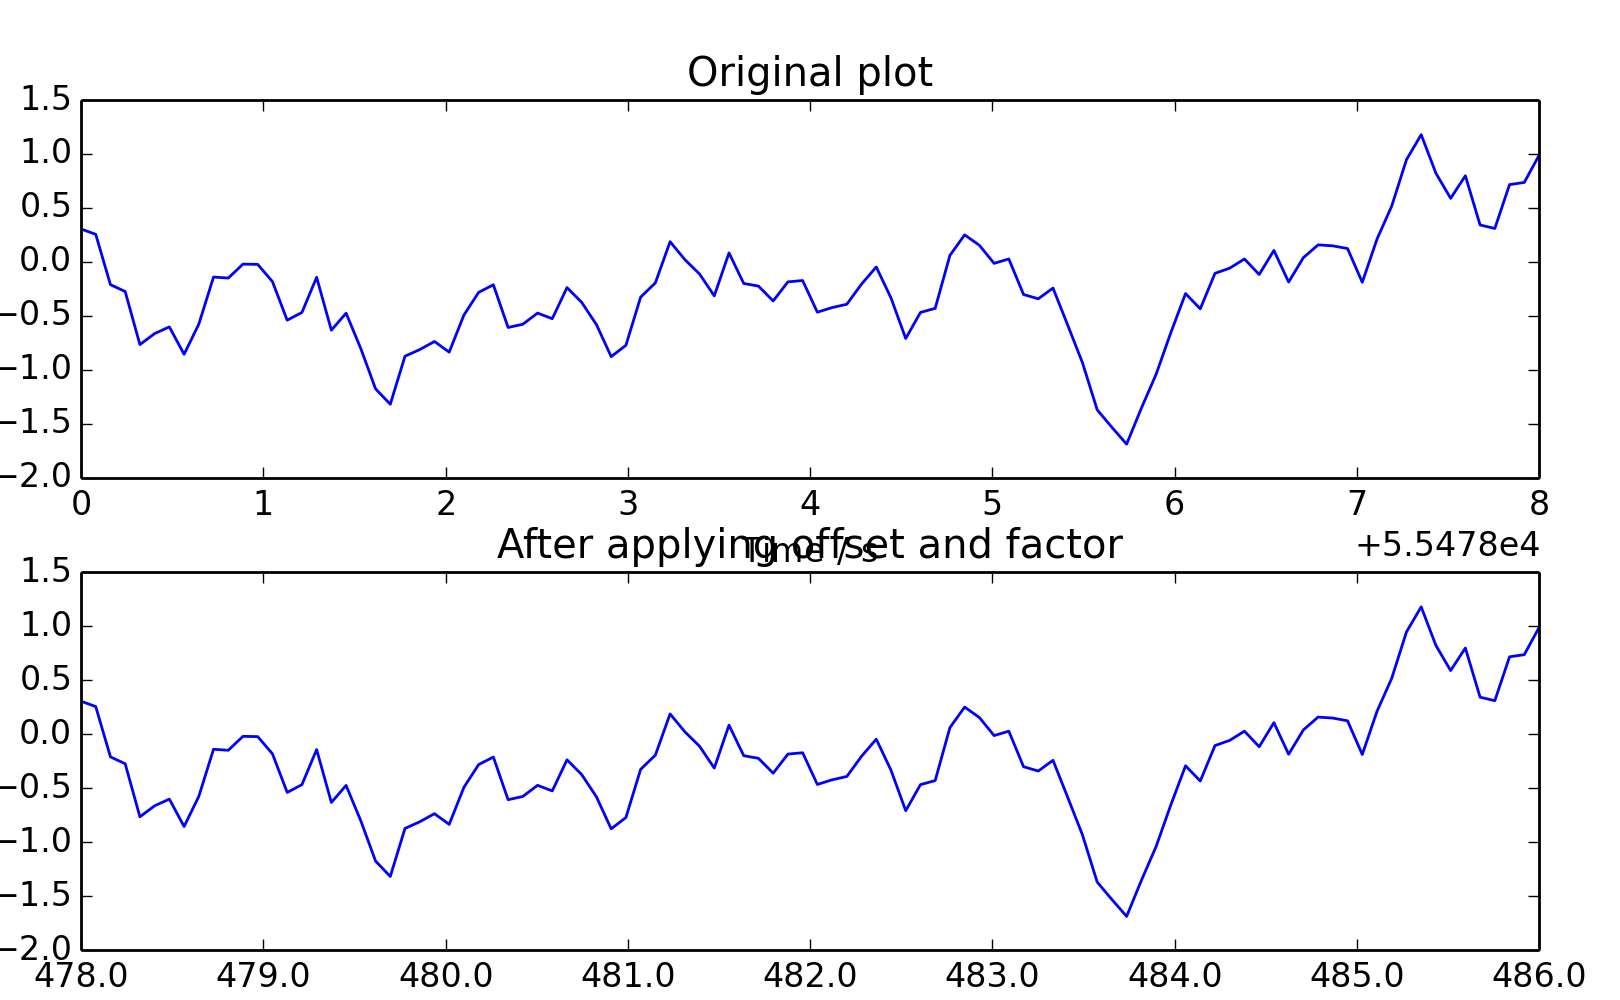 Original plot
1.5
1.0
0.5
0.0
−0.5
−1.0
−1.5
−2.0
0 1 2 3 4 5 6 7 8
Time / s
After applying offset and factor
+5.5478e4
1.5
1.0
0.5
0.0
−0.5
−1.0
−1.5
−2.0
478.0 479.0 480.0 481.0 482.0 483.0 484.0 485.0 486.0